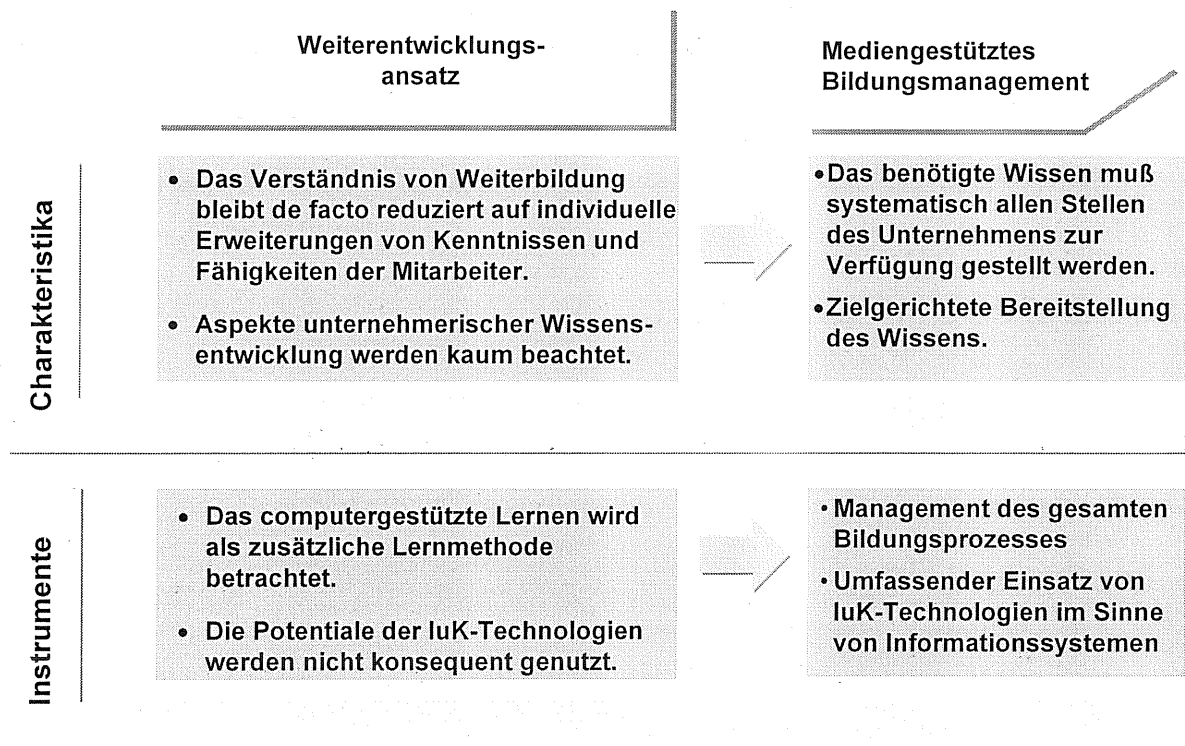 Weiterentwicklungs-
ansatz
Mediengestütztes
Bildungsmanagement
Charakteristika
• Das Verständnis von Weiterbildung
bleibt de facto reduziert auf individuelle
Erweiterungen von Kenntnissen und
Fähigkeiten der Mitarbeiter.
• Aspekte unternehmerischer Wissens-
entwicklung werden kaum beachtet.
•Das benötigte Wissen muß
systematisch allen Stellen
des Unternehmens zur
Verfügung gestellt werden.
•Zielgerichtete Bereitstellung
des Wissens.
Instrumente
• Das computergestützte Lernen wird
als zusätzliche Lernmethode
betrachtet.
• Die Potentiale der IuK-Technologien
werden nicht konsequent genutzt.
• Management des gesamten
Bildungsprozesses
• Umfassender Einsatz von
IuK-Technologien im Sinne
von Informationssystemen